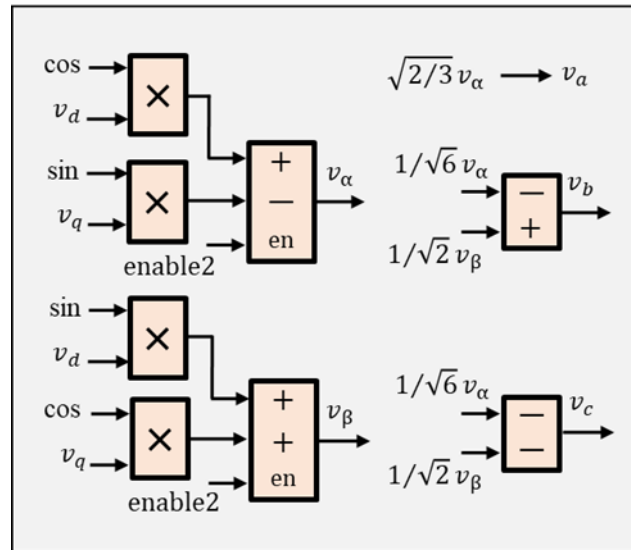 cos
v_d
×
sin
v_q
×
enable2
+
−
en
v_α
√2/3 v_α → v_a
1/√6 v_α
1/√2 v_β
−
+
v_b
sin
v_d
×
cos
v_q
×
enable2
+
+
en
v_β
1/√6 v_α
1/√2 v_β
−
−
v_c